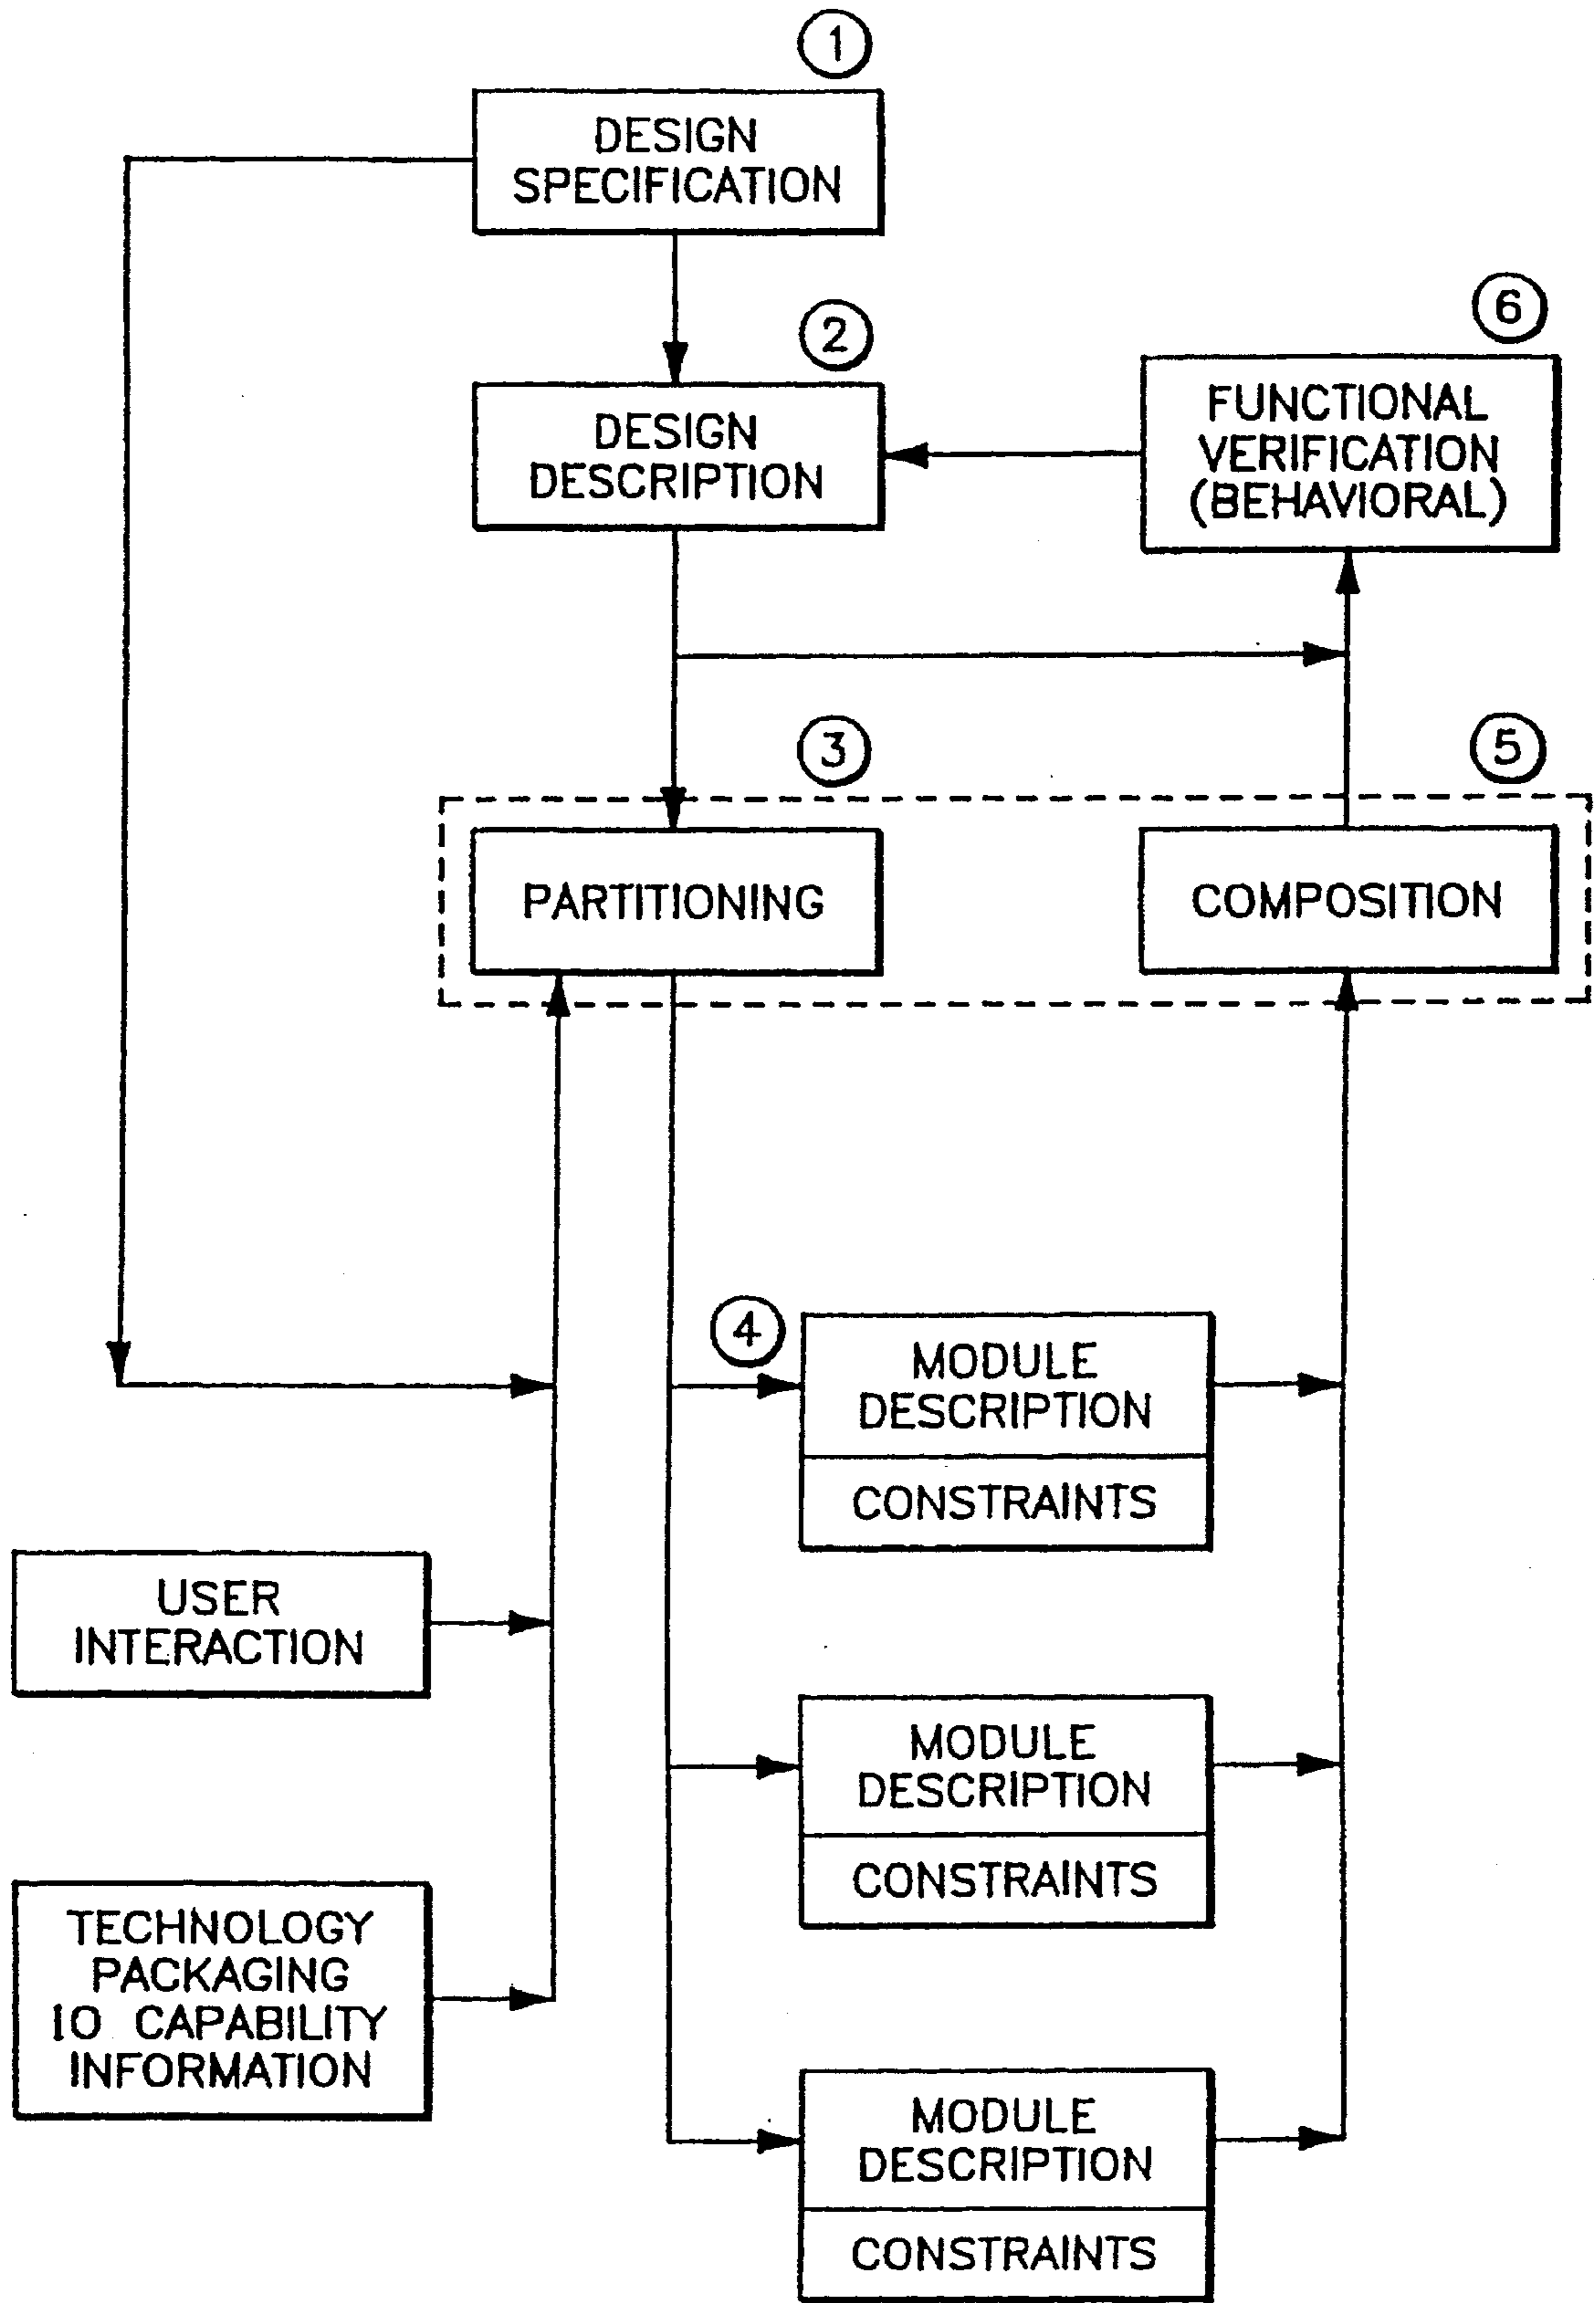 1
DESIGN
SPECIFICATION
2
DESIGN
DESCRIPTION
6
FUNCTIONAL
VERIFICATION
(BEHAVIORAL)
3
PARTITIONING
5
COMPOSITION
4
MODULE
DESCRIPTION
CONSTRAINTS
USER
INTERACTION
MODULE
DESCRIPTION
CONSTRAINTS
TECHNOLOGY
PACKAGING
IO CAPABILITY
INFORMATION
MODULE
DESCRIPTION
CONSTRAINTS